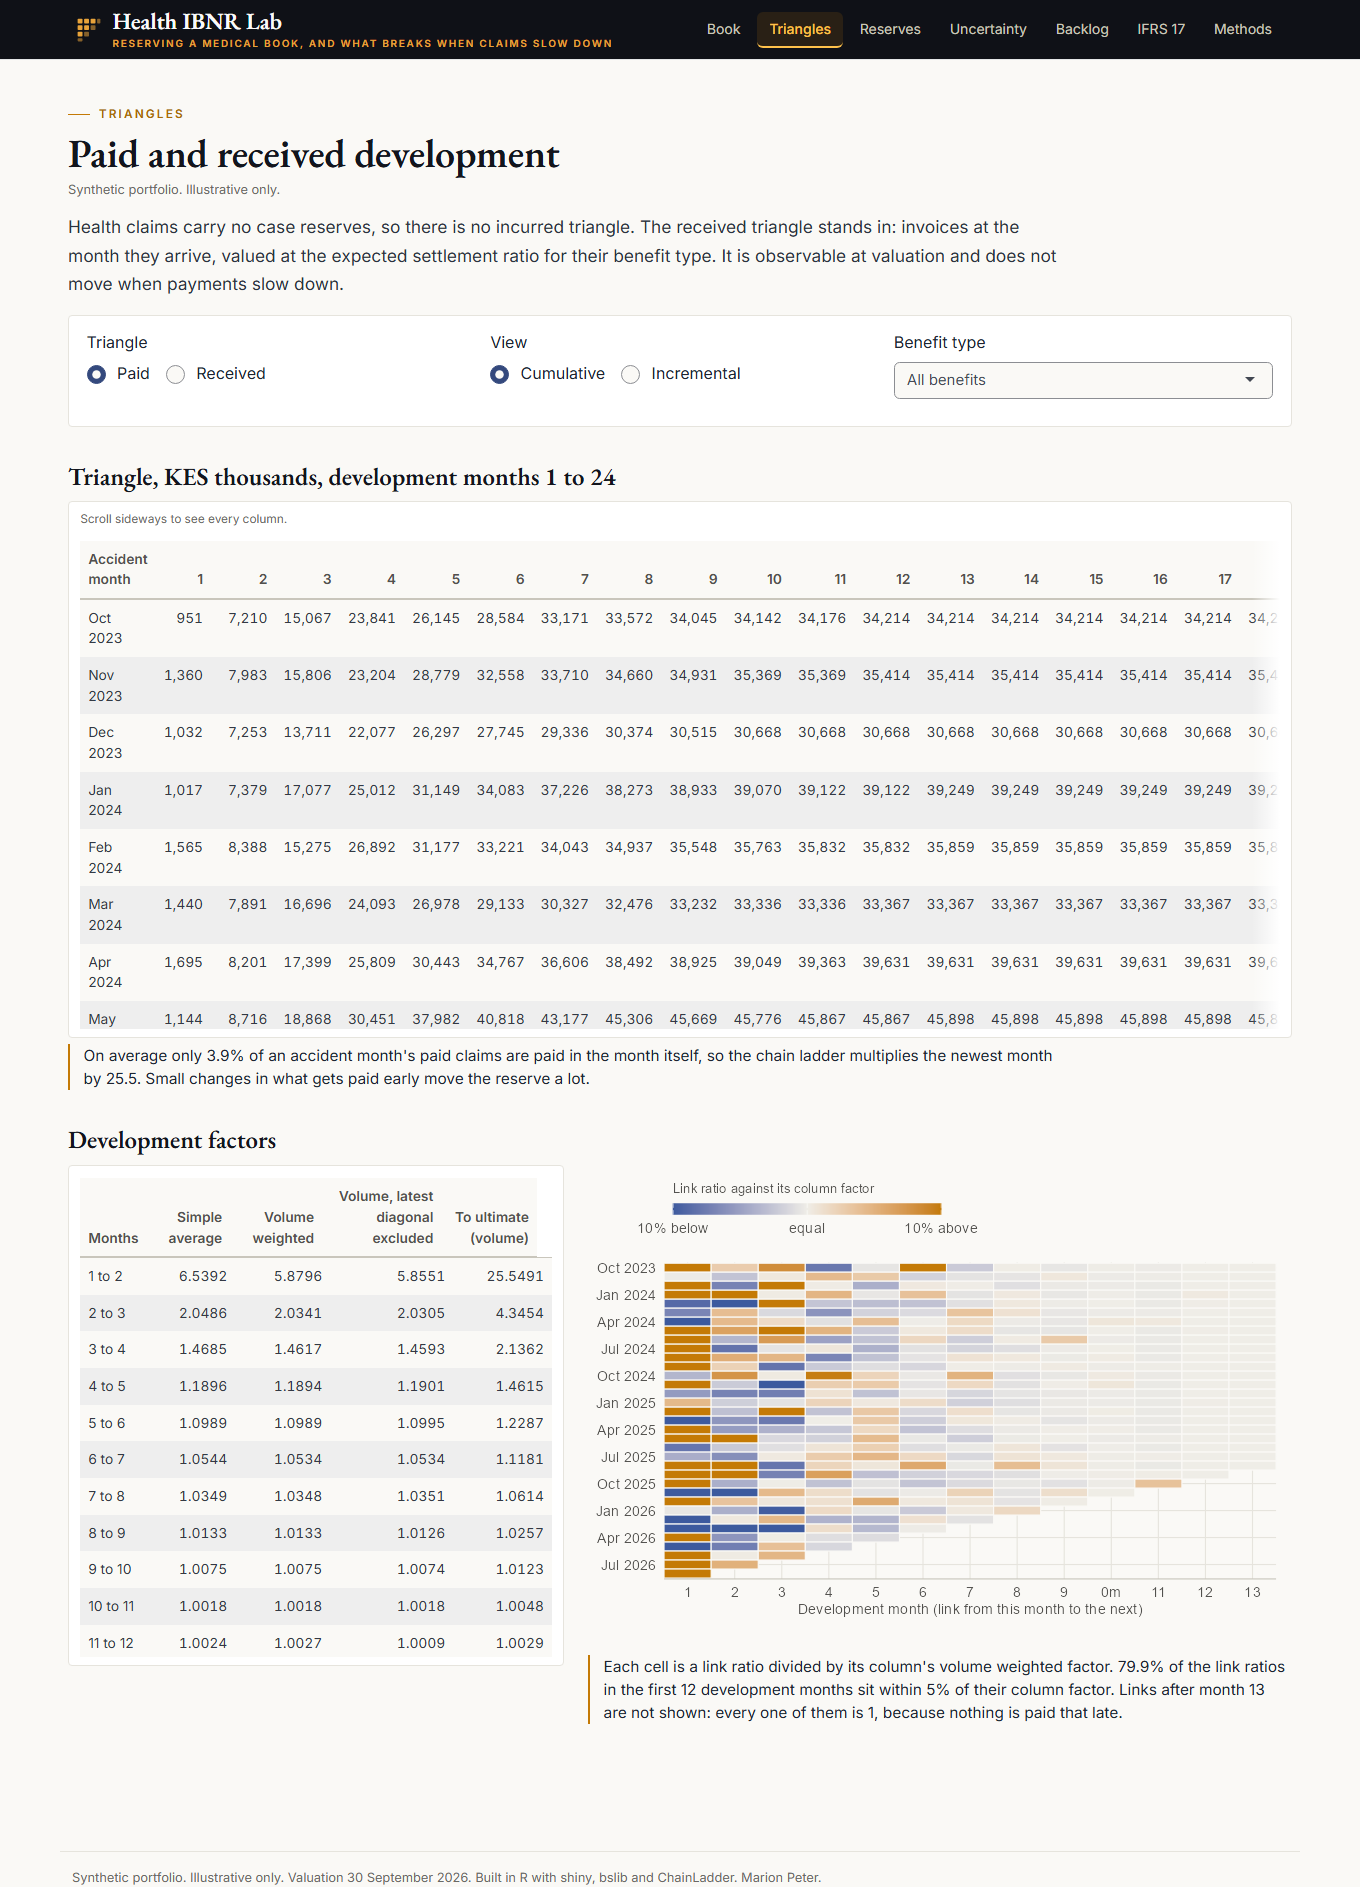 Health IBNR Lab
RESERVING A MEDICAL BOOK, AND WHAT BREAKS WHEN CLAIMS SLOW DOWN
Book Triangles Reserves Uncertainty Backlog IFRS 17 Methods
TRIANGLES
Paid and received development
Synthetic portfolio. Illustrative only.
Health claims carry no case reserves, so there is no incurred triangle. The received triangle stands in: invoices at the
month they arrive, valued at the expected settlement ratio for their benefit type. It is observable at valuation and does not
move when payments slow down.
Triangle View Benefit type
Paid Received Cumulative Incremental All benefits
Triangle, KES thousands, development months 1 to 24
Scroll sideways to see every column.
Accident
month 1 2 3 4 5 6 7 8 9 10 11 12 13 14 15 16 17
Oct 951 7,210 15,067 23,841 26,145 28,584 33,171 33,572 34,045 34,142 34,176 34,214 34,214 34,214 34,214 34,214 34,214 34,2
2023
Nov 1,360 7,983 15,806 23,204 28,779 32,558 33,710 34,660 34,931 35,369 35,369 35,414 35,414 35,414 35,414 35,414 35,414 35,4
2023
Dec 1,032 7,253 13,711 22,077 26,297 27,745 29,336 30,374 30,515 30,668 30,668 30,668 30,668 30,668 30,668 30,668 30,668 30,6
2023
Jan 1,017 7,379 17,077 25,012 31,149 34,083 37,226 38,273 38,933 39,070 39,122 39,122 39,249 39,249 39,249 39,249 39,249 39,2
2024
Feb 1,565 8,388 15,275 26,892 31,177 33,221 34,043 34,937 35,548 35,763 35,832 35,832 35,859 35,859 35,859 35,859 35,859 35,8
2024
Mar 1,440 7,891 16,696 24,093 26,978 29,133 30,327 32,476 33,232 33,336 33,336 33,367 33,367 33,367 33,367 33,367 33,367 33,3
2024
Apr 1,695 8,201 17,399 25,809 30,443 34,767 36,606 38,492 38,925 39,049 39,363 39,631 39,631 39,631 39,631 39,631 39,631 39,6
2024
May 1,144 8,716 18,868 30,451 37,982 40,818 43,177 45,306 45,669 45,776 45,867 45,867 45,898 45,898 45,898 45,898 45,898 45,8
On average only 3.9% of an accident month's paid claims are paid in the month itself, so the chain ladder multiplies the newest month
by 25.5. Small changes in what gets paid early move the reserve a lot.
Development factors
Volume, latest
Simple Volume diagonal To ultimate
Months average weighted excluded (volume)
1 to 2 6.5392 5.8796 5.8551 25.5491
2 to 3 2.0486 2.0341 2.0305 4.3454
3 to 4 1.4685 1.4617 1.4593 2.1362
4 to 5 1.1896 1.1894 1.1901 1.4615
5 to 6 1.0989 1.0989 1.0995 1.2287
6 to 7 1.0544 1.0534 1.0534 1.1181
7 to 8 1.0349 1.0348 1.0351 1.0614
8 to 9 1.0133 1.0133 1.0126 1.0257
9 to 10 1.0075 1.0075 1.0074 1.0123
10 to 11 1.0018 1.0018 1.0018 1.0048
11 to 12 1.0024 1.0027 1.0009 1.0029
Link ratio against its column factor
10% below equal 10% above
Oct 2023
Jan 2024
Apr 2024
Jul 2024
Oct 2024
Jan 2025
Apr 2025
Jul 2025
Oct 2025
Jan 2026
Apr 2026
Jul 2026
1 2 3 4 5 6 7 8 9 0m 11 12 13
Development month (link from this month to the next)
Each cell is a link ratio divided by its column's volume weighted factor. 79.9% of the link ratios
in the first 12 development months sit within 5% of their column factor. Links after month 13
are not shown: every one of them is 1, because nothing is paid that late.
Synthetic portfolio. Illustrative only. Valuation 30 September 2026. Built in R with shiny, bslib and ChainLadder. Marion Peter.